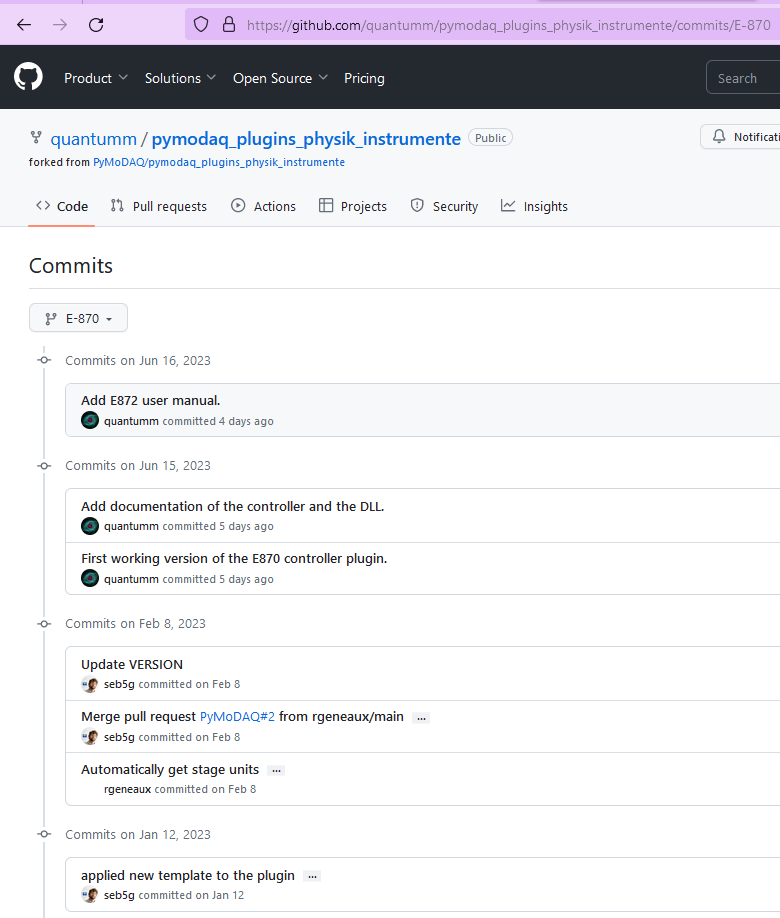 https://github.com/quantumm/pymodaq_plugins_physik_instrumente/commits/E-870
Product Solutions Open Source Pricing Search
quantumm / pymodaq_plugins_physik_instrumente Public Notificati
forked from PyMoDAQ/pymodaq_plugins_physik_instrumente
Code Pull requests Actions Projects Security Insights
Commits
E-870
Commits on Jun 16, 2023
Add E872 user manual.
quantumm committed 4 days ago
Commits on Jun 15, 2023
Add documentation of the controller and the DLL.
quantumm committed 5 days ago
First working version of the E870 controller plugin.
quantumm committed 5 days ago
Commits on Feb 8, 2023
Update VERSION
seb5g committed on Feb 8
Merge pull request PyMoDAQ#2 from rgeneaux/main ...
seb5g committed on Feb 8
Automatically get stage units ...
rgeneaux committed on Feb 8
Commits on Jan 12, 2023
applied new template to the plugin ...
seb5g committed on Jan 12